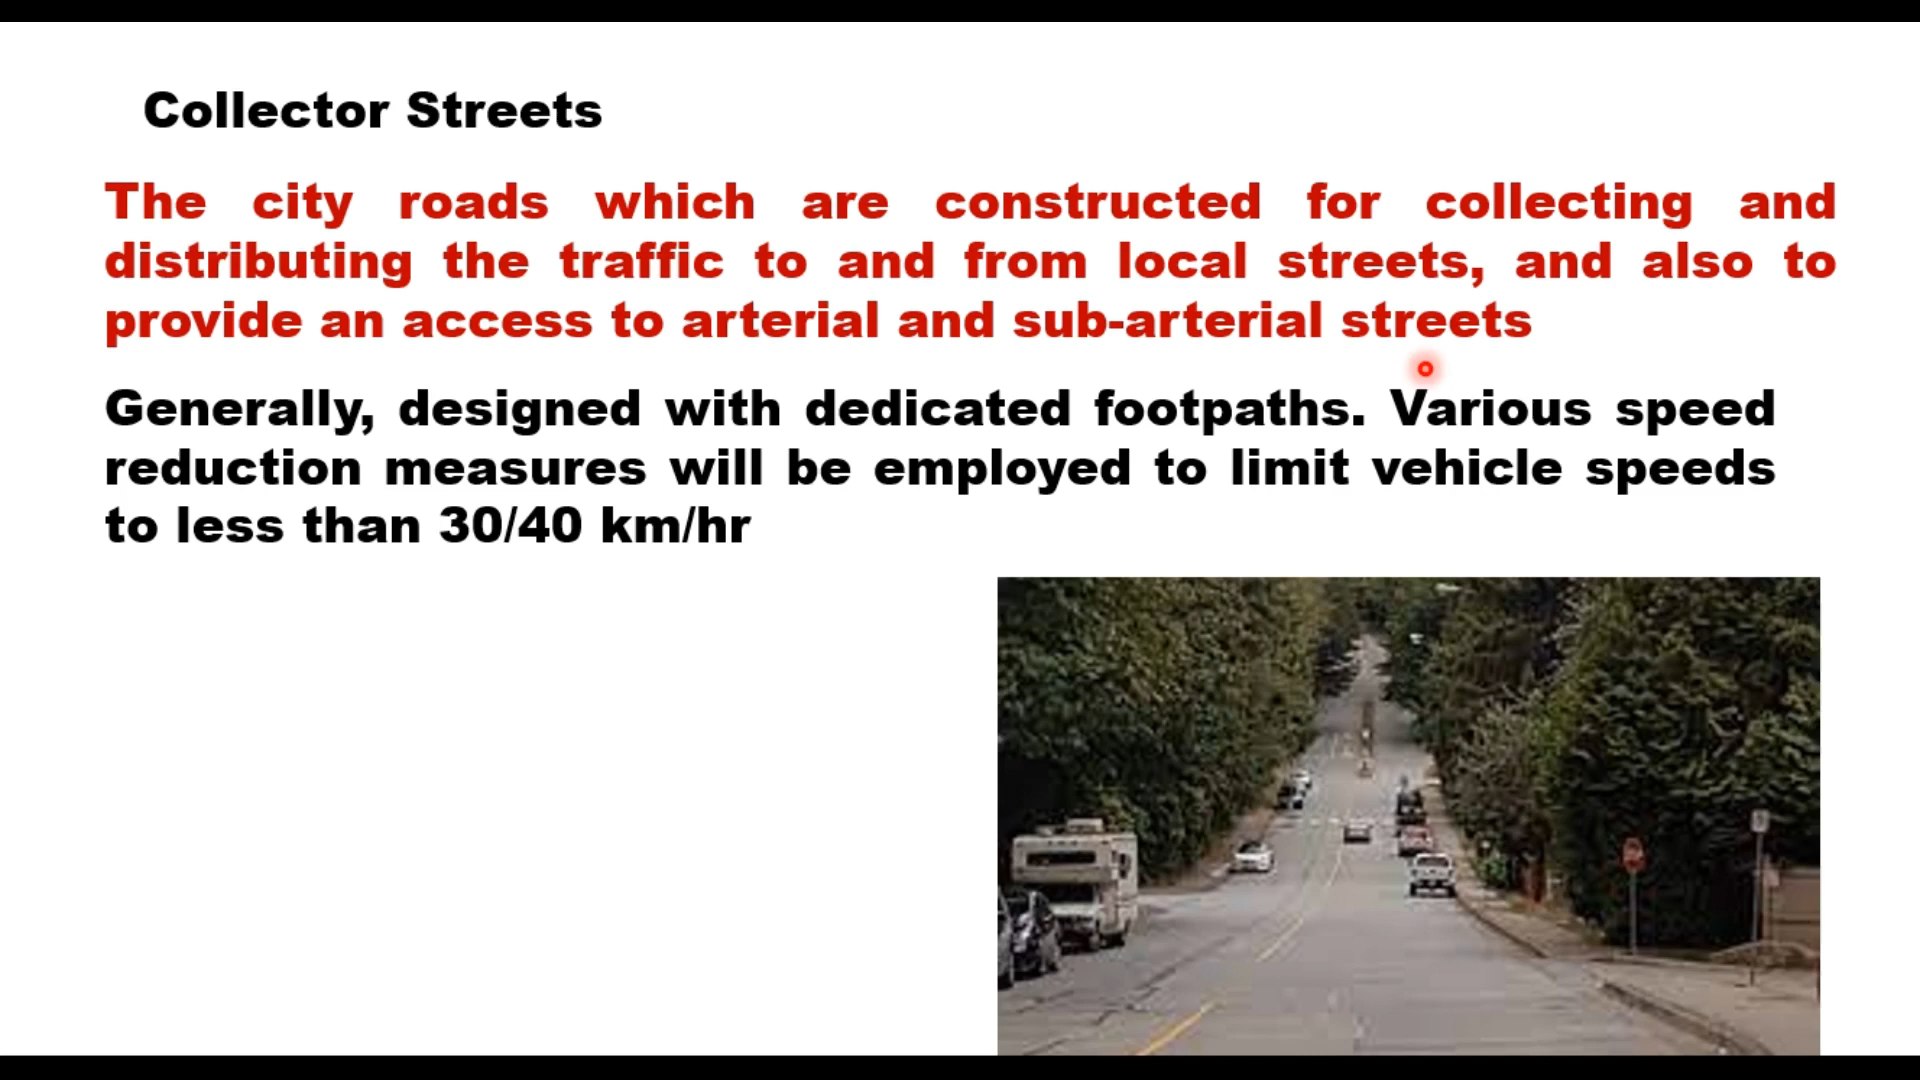 Collector Streets
The city roads which are constructed for collecting and
distributing the traffic to and from local streets, and also to
provide an access to arterial and sub-arterial streets
Generally, designed with dedicated footpaths. Various speed
reduction measures will be employed to limit vehicle speeds
to less than 30/40 km/hr